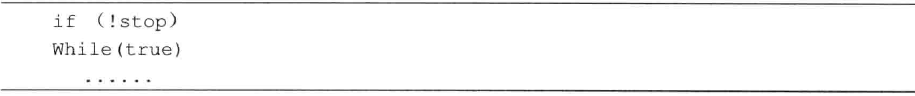 if (!stop)
While(true)
......